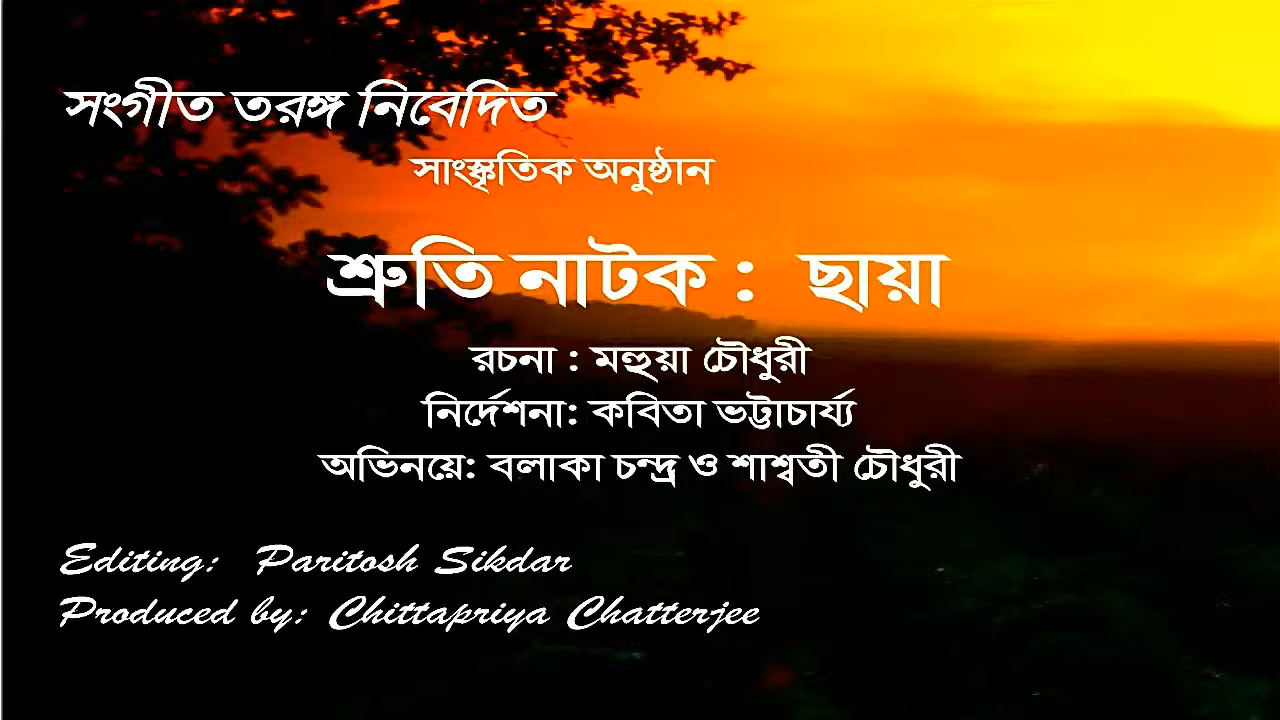 সংগীত তরঙ্গ নিবেদিত
সাংস্কৃতিক অনুষ্ঠান
শ্রুতি নাটক : ছায়া
রচনা : মহুয়া চৌধুরী
নির্দেশনা: কবিতা ভট্টাচার্য্য
অভিনয়ে: বলাকা চন্দ্র ও শাশ্বতী চৌধুরী
Editing: Paritosh Sikdar
Produced by: Chittapriya Chatterjee